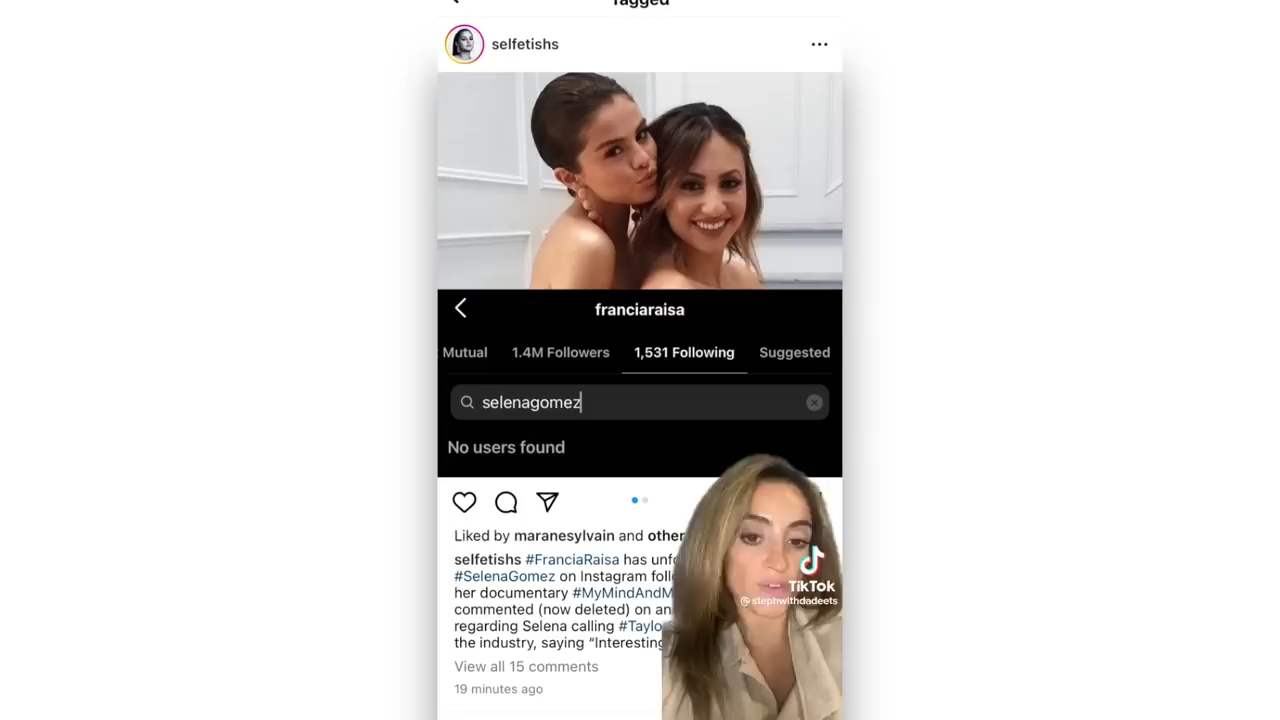 Tagged
selfetishs
franciaraisa
Mutual 1.4M Followers 1,531 Following Suggested
selenagomez
No users found
Liked by maranesylvain and other
selfetishs #FranciaRaisa has unf
#SelenaGomez on Instagram foll
her documentary #MyMindAndM
commented (now deleted) on an
regarding Selena calling #Taylo
the industry, saying “Interesting
View all 15 comments
19 minutes ago
TikTok
@stephwithdadeets